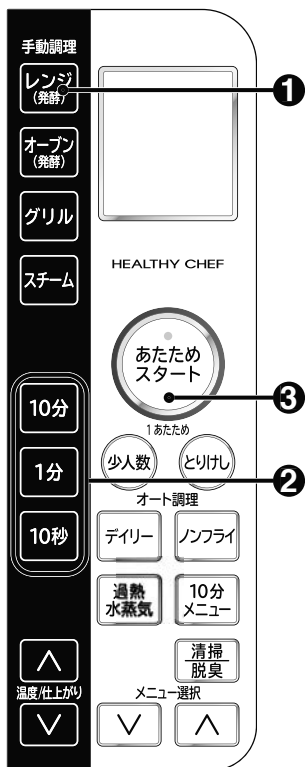 手動調理
レンジ
(発酵)
❶
オーブン
(発酵)
グリル
スチーム
HEALTHY CHEF
あたため
スタート
❸
1 あたため
10分
少人数
とりけし
1分
❷
オート調理
10秒
デイリー
ノンフライ
過熱
水蒸気
10分
メニュー
清掃
脱臭
温度/仕上がり
メニュー選択